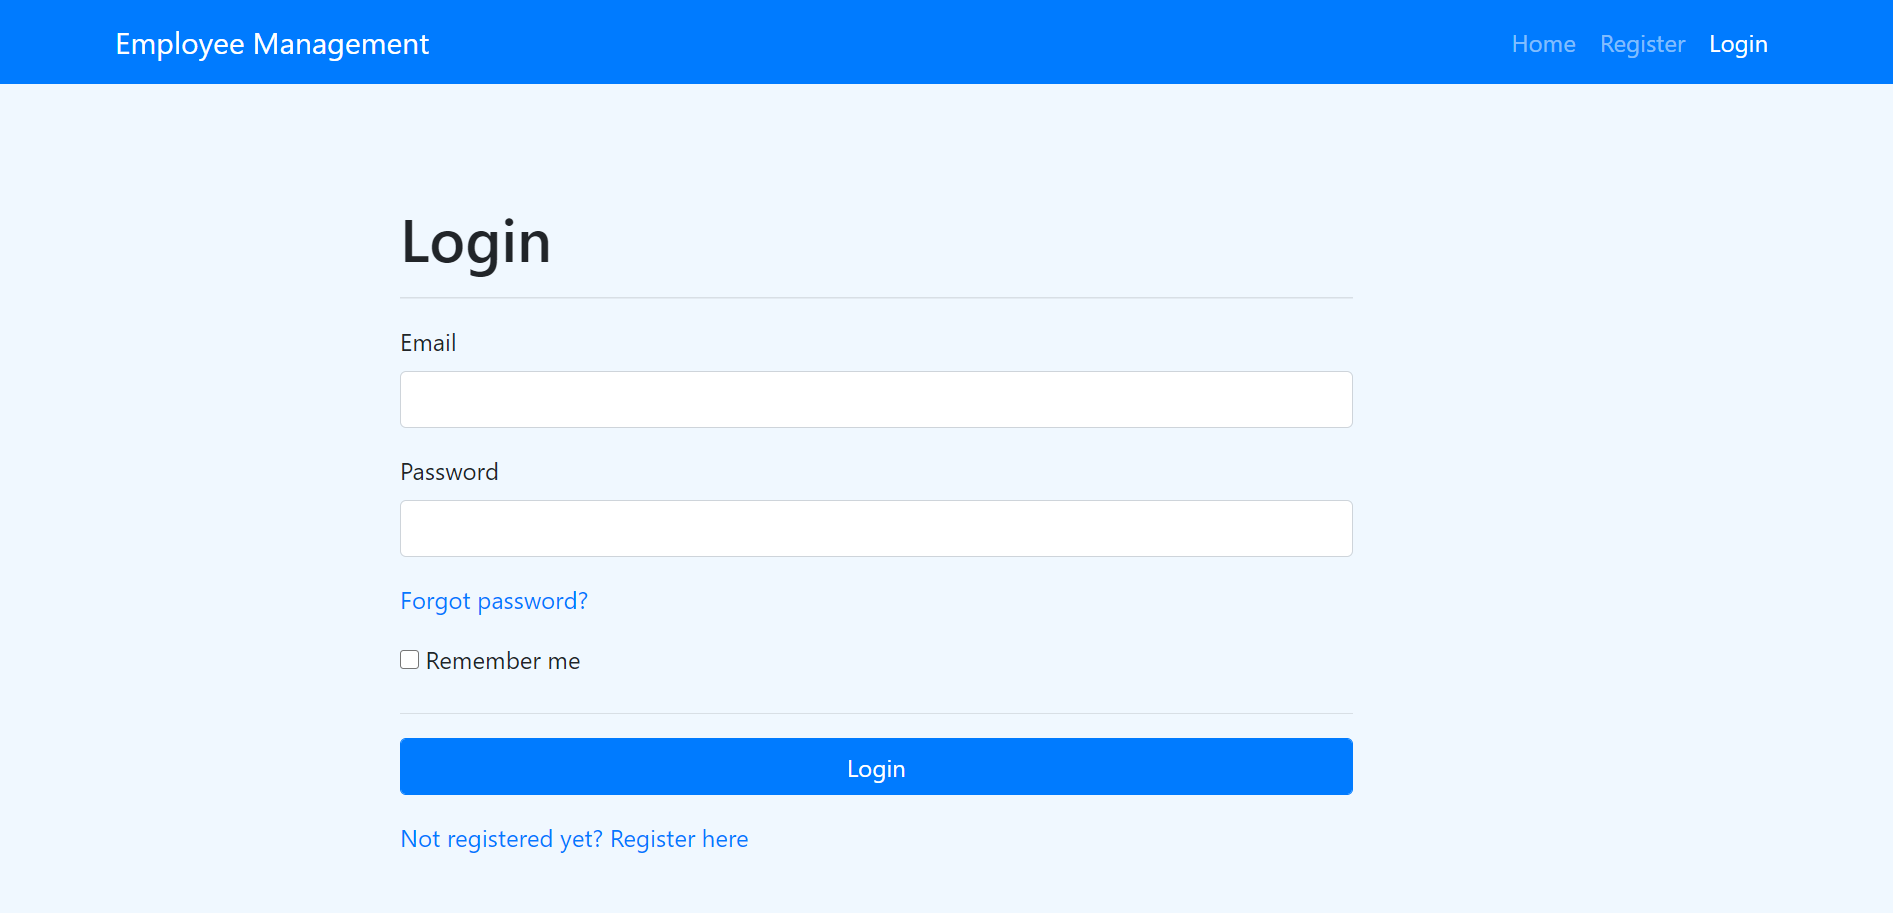 Employee Management
Home Register Login
Login
Email
Password
Forgot password?
Remember me
Login
Not registered yet? Register here